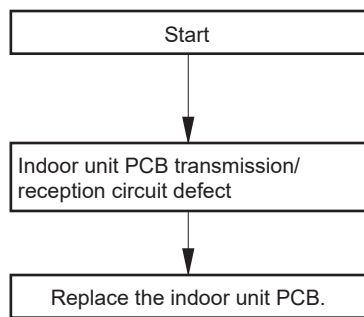 Start
Indoor unit PCB transmission/
reception circuit defect
Replace the indoor unit PCB.